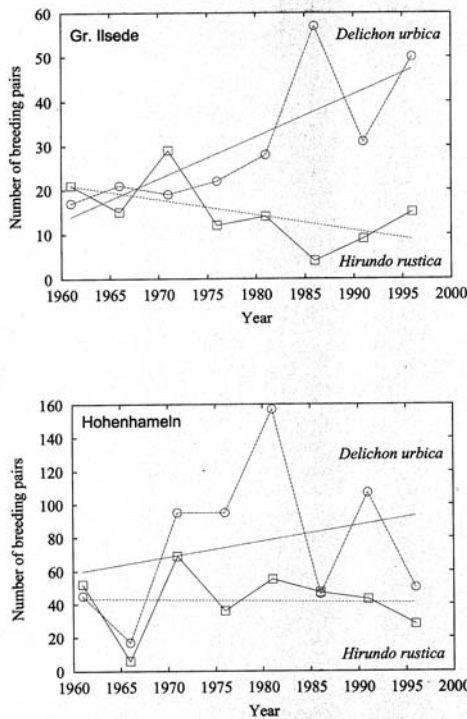 Gr. Ilsede
Delichon urbica
Hirundo rustica
Number of breeding pairs
60
50
40
30
20
10
0
1960 1965 1970 1975 1980 1985 1990 1995 2000
Year
Hohenhameln
Delichon urbica
Hirundo rustica
Number of breeding pairs
160
140
120
100
80
60
40
20
0
1960 1965 1970 1975 1980 1985 1990 1995 2000
Year